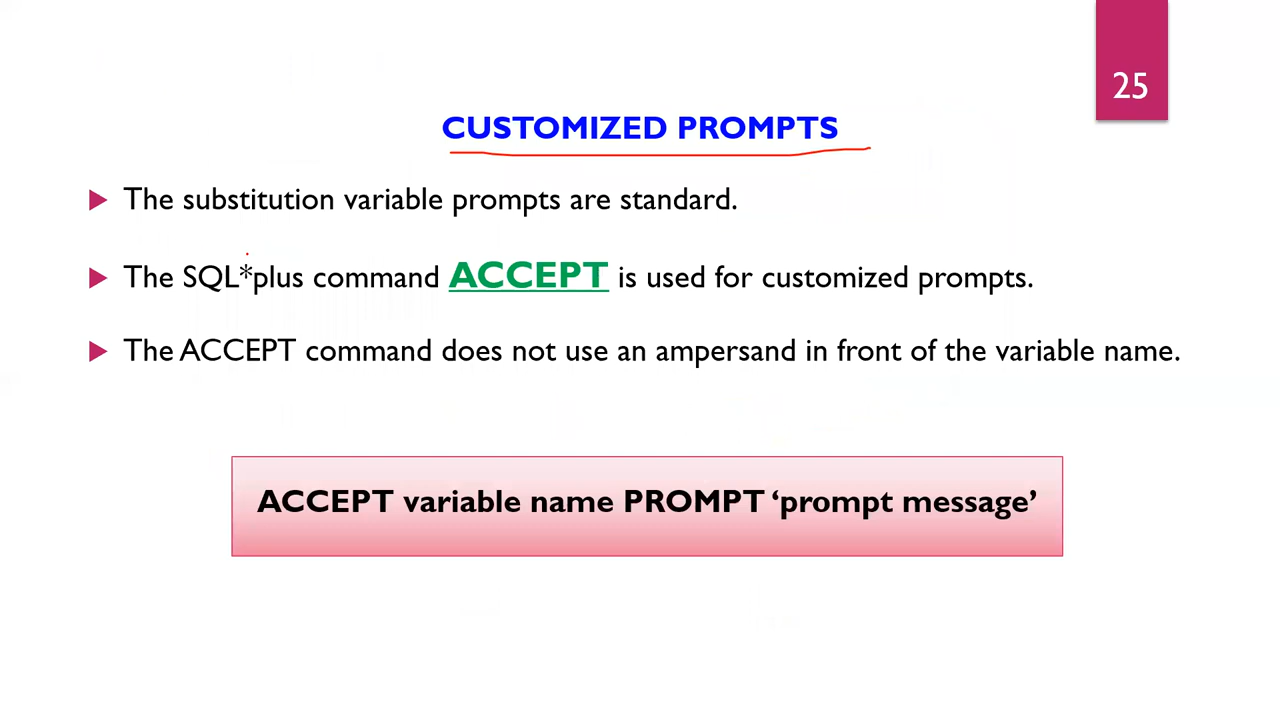 25
CUSTOMIZED PROMPTS
The substitution variable prompts are standard.
The SQL*plus command ACCEPT is used for customized prompts.
The ACCEPT command does not use an ampersand in front of the variable name.
ACCEPT variable name PROMPT ‘prompt message’